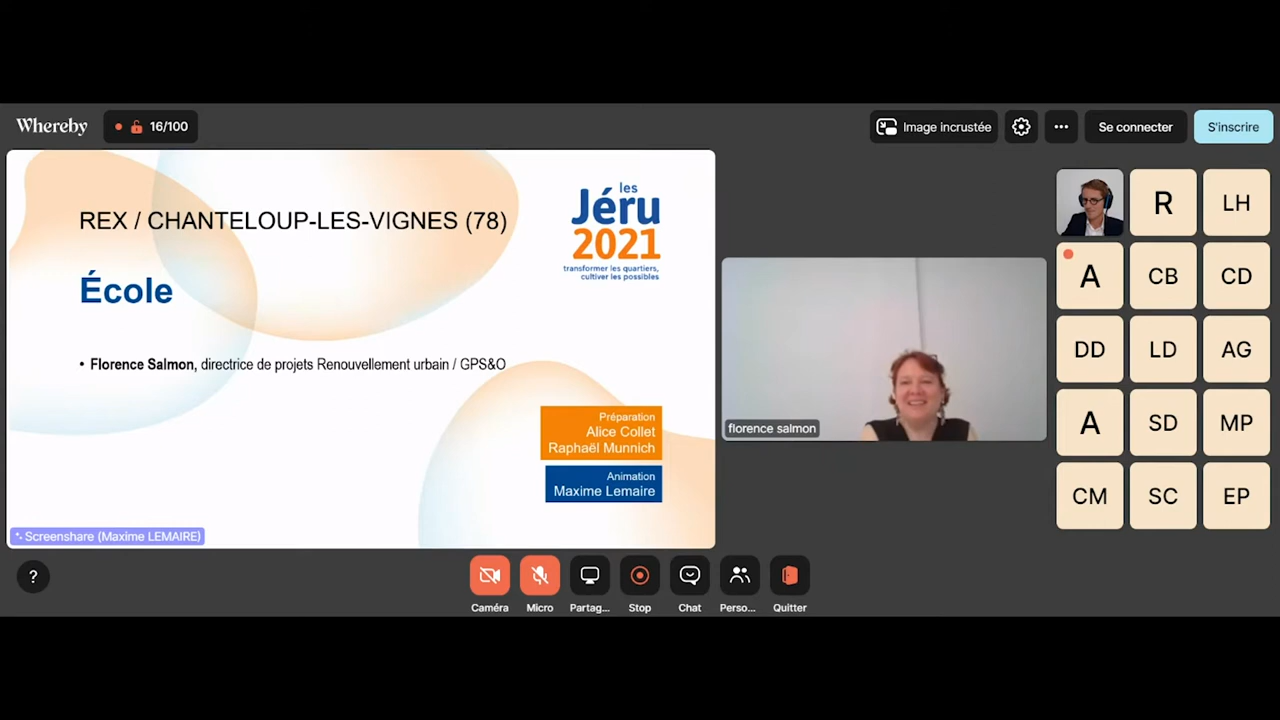 Whereby
16/100
Image incrustée
Se connecter
S'inscrire
REX / CHANTELOUP-LES-VIGNES (78)
École
• Florence Salmon, directrice de projets Renouvellement urbain / GPS&O
les
Jéru
2021
transformer les quartiers,
cultiver les possibles
Préparation
Alice Collet
Raphaël Munnich
Animation
Maxime Lemaire
Screenshare (Maxime LEMAIRE)
florence salmon
R
LH
A
CB
CD
DD
LD
AG
A
SD
MP
CM
SC
EP
?
Caméra
Micro
Partag...
Stop
Chat
Perso...
Quitter